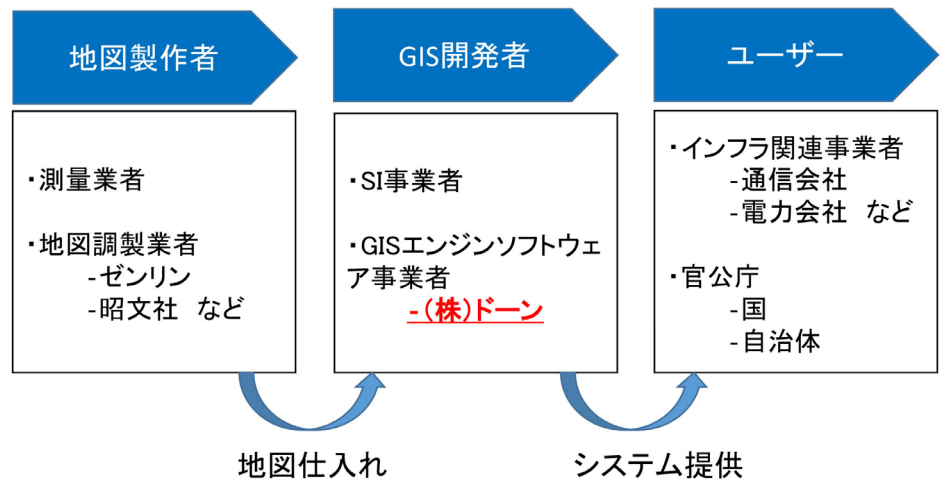 地図製作者
GIS開発者
ユーザー
・測量業者
・地図調製業者
-ゼンリン
-昭文社 など
・SI事業者
・GISエンジンソフトウェ
ア事業者
-(株)ドーン
・インフラ関連事業者
-通信会社
-電力会社 など
・官公庁
-国
-自治体
地図仕入れ
システム提供